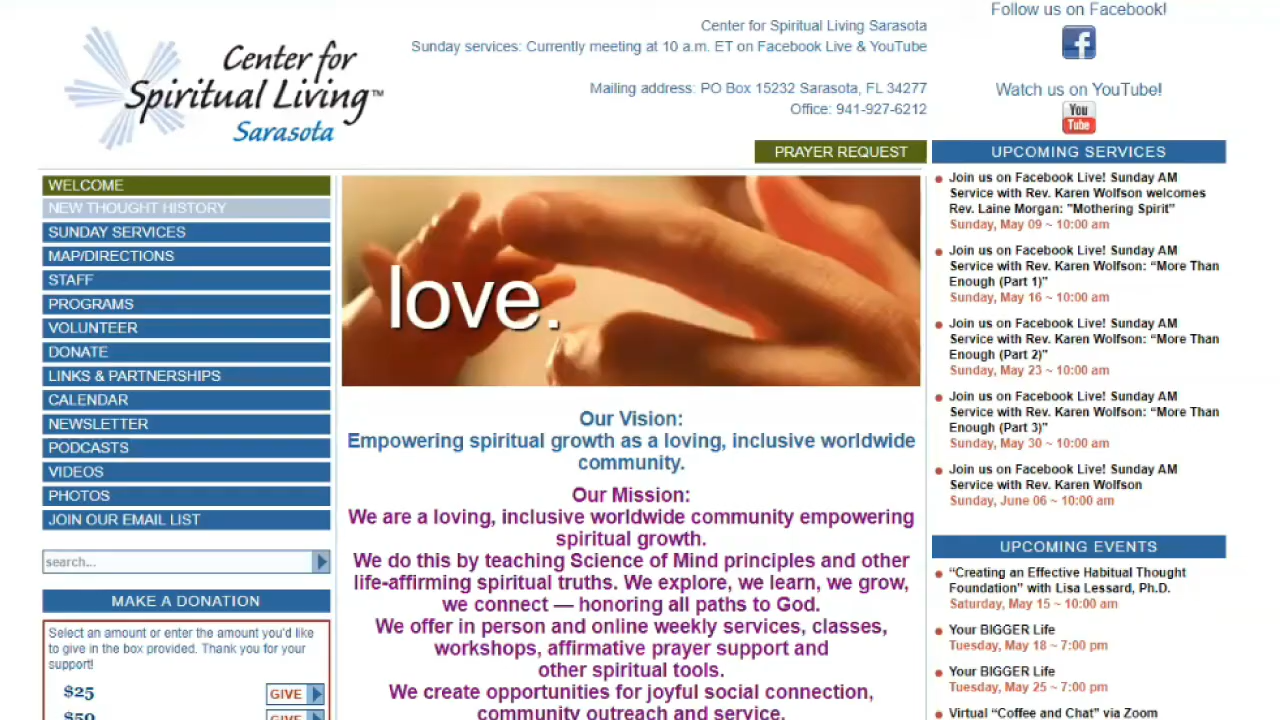 Center for
Spiritual Living™
Sarasota
Center for Spiritual Living Sarasota
Sunday services: Currently meeting at 10 a.m. ET on Facebook Live & YouTube
Mailing address: PO Box 15232 Sarasota, FL 34277
Office: 941-927-6212
PRAYER REQUEST
Follow us on Facebook!
f
Watch us on YouTube!
You
Tube
WELCOME
NEW THOUGHT HISTORY
SUNDAY SERVICES
MAP/DIRECTIONS
STAFF
PROGRAMS
VOLUNTEER
DONATE
LINKS & PARTNERSHIPS
CALENDAR
NEWSLETTER
PODCASTS
VIDEOS
PHOTOS
JOIN OUR EMAIL LIST
search...
MAKE A DONATION
Select an amount or enter the amount you'd like
to give in the box provided. Thank you for your
support!
$25 GIVE
$50 GIVE
love.
Our Vision:
Empowering spiritual growth as a loving, inclusive worldwide
community.
Our Mission:
We are a loving, inclusive worldwide community empowering
spiritual growth.
We do this by teaching Science of Mind principles and other
life-affirming spiritual truths. We explore, we learn, we grow,
we connect — honoring all paths to God.
We offer in person and online weekly services, classes,
workshops, affirmative prayer support and
other spiritual tools.
We create opportunities for joyful social connection,
community outreach and service.
UPCOMING SERVICES
Join us on Facebook Live! Sunday AM
Service with Rev. Karen Wolfson welcomes
Rev. Laine Morgan: "Mothering Spirit”
Sunday, May 09 ~ 10:00 am
Join us on Facebook Live! Sunday AM
Service with Rev. Karen Wolfson: “More Than
Enough (Part 1)”
Sunday, May 16 ~ 10:00 am
Join us on Facebook Live! Sunday AM
Service with Rev. Karen Wolfson: “More Than
Enough (Part 2)”
Sunday, May 23 ~ 10:00 am
Join us on Facebook Live! Sunday AM
Service with Rev. Karen Wolfson: “More Than
Enough (Part 3)”
Sunday, May 30 ~ 10:00 am
Join us on Facebook Live! Sunday AM
Service with Rev. Karen Wolfson
Sunday, June 06 ~ 10:00 am
UPCOMING EVENTS
“Creating an Effective Habitual Thought
Foundation” with Lisa Lessard, Ph.D.
Saturday, May 15 ~ 10:00 am
Your BIGGER Life
Tuesday, May 18 ~ 7:00 pm
Your BIGGER Life
Tuesday, May 25 ~ 7:00 pm
Virtual “Coffee and Chat” via Zoom